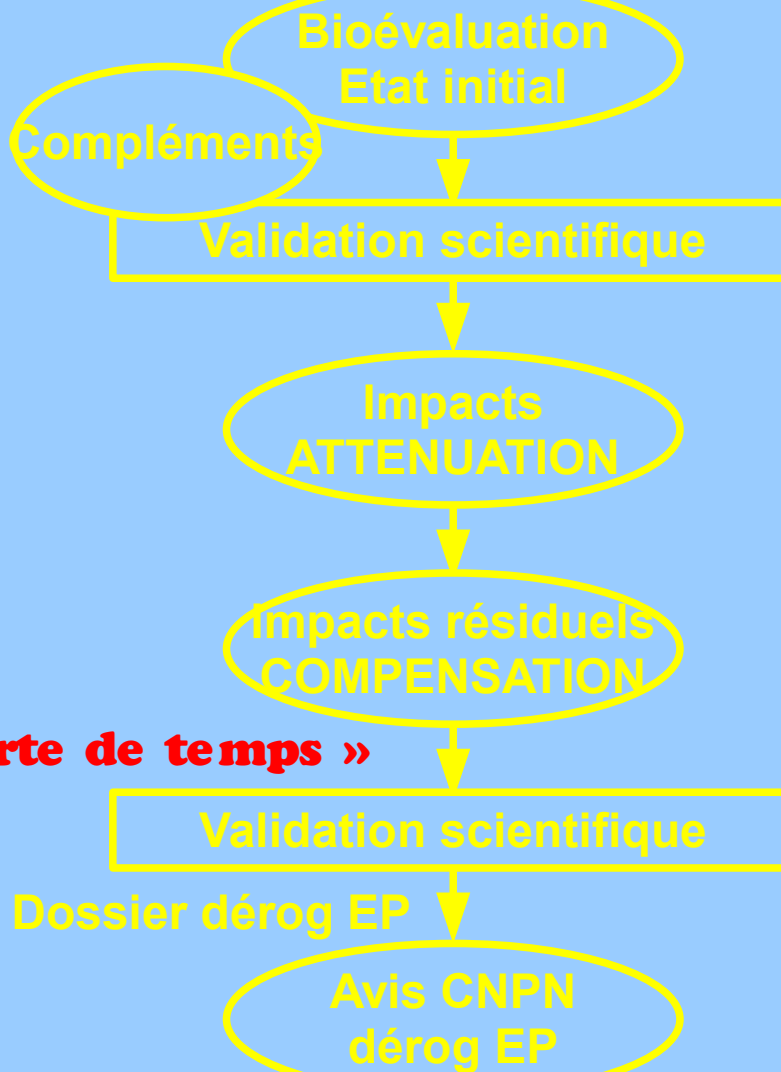 Bioévaluation
Etat initial
Compléments
Validation scientifique
Impacts
ATTENUATION
Impacts résiduels
COMPENSATION
rte de temps »
Validation scientifique
Dossier dérog EP
Avis CNPN
dérog EP